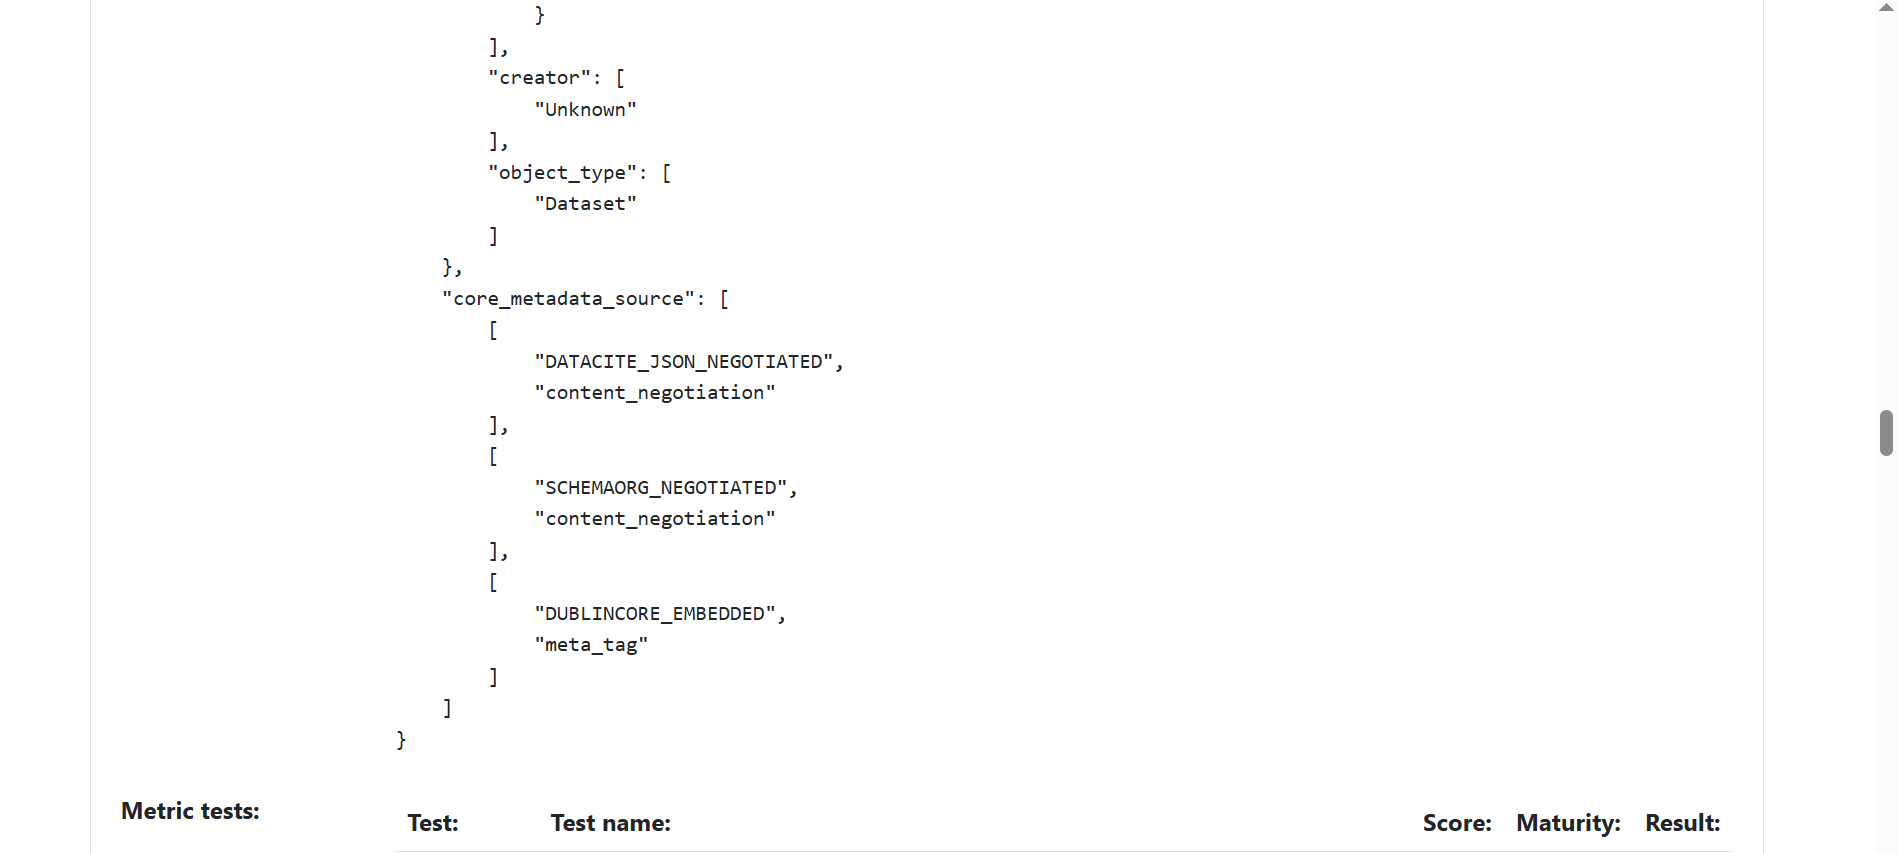 }
],
"creator": [
"Unknown"
],
"object_type": [
"Dataset"
]
},
"core_metadata_source": [
[
"DATACITE_JSON_NEGOTIATED",
"content_negotiation"
],
[
"SCHEMAORG_NEGOTIATED",
"content_negotiation"
],
[
"DUBLINCORE_EMBEDDED",
"meta_tag"
]
]
}
Metric tests:
Test: Test name: Score: Maturity: Result: